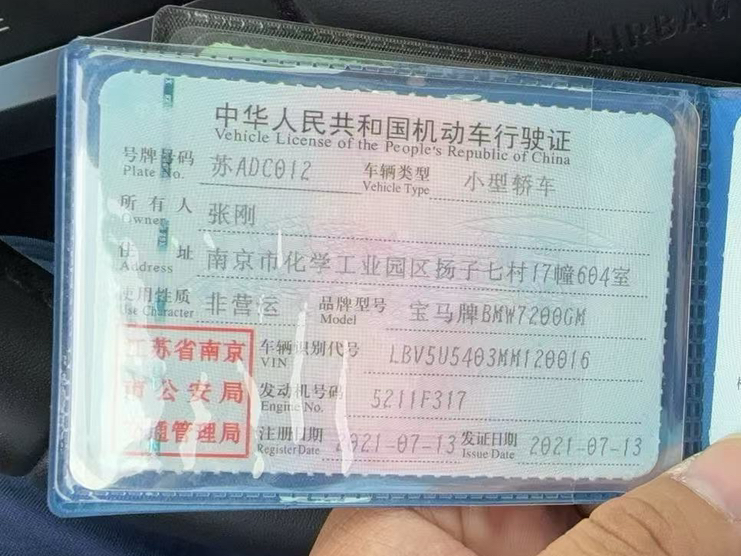 AIRBAG
中华人民共和国机动车行驶证
Vehicle License of the People's Republic of China
号牌号码 苏ADC012 车辆类型 小型轿车
Plate No. Vehicle Type
所有人 张刚
Owner
住址 南京市化学工业园区扬子七村17幢604室
Address
使用性质 非营运 品牌型号 宝马牌BMW7200GM
Use Character Model
江苏省南京
市公安局
交通管理局
车辆识别代号 LBV5U5403MM120016
VIN
发动机号码 5211F317
Engine No.
注册日期 2021-07-13 发证日期 2021-07-13
Register Date Issue Date